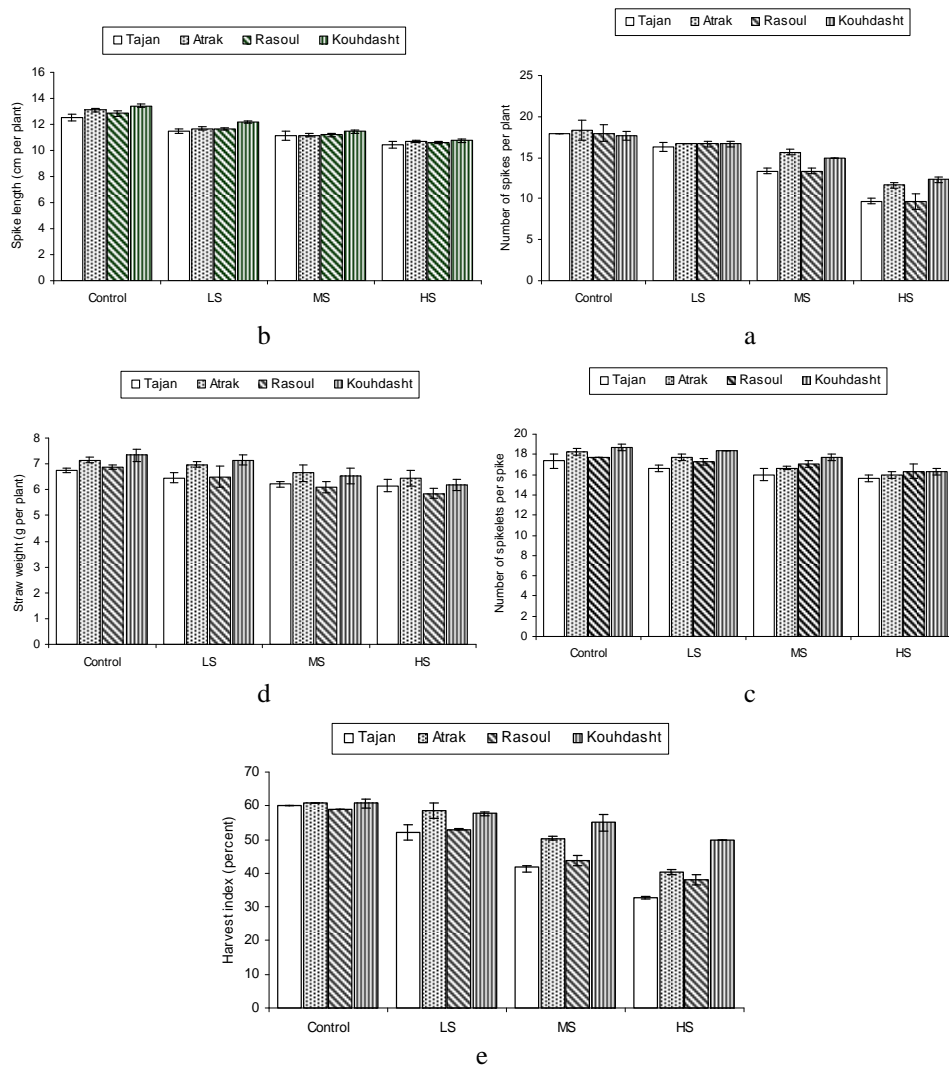 Tajan Atrak Rasoul Kouhdasht
Spike length (cm per plant)
16
14
12
10
8
6
4
2
0
Control LS MS HS
b
Tajan Atrak Rasoul Kouhdasht
Number of spikes per plant
25
20
15
10
5
0
Control LS MS HS
a
Tajan Atrak Rasoul Kouhdasht
Straw weight (g per plant)
8
7
6
5
4
3
2
1
0
Control LS MS HS
d
Tajan Atrak Rasoul Kouhdasht
Number of spikelets per spike
20
18
16
14
12
10
8
6
4
2
0
Control LS MS HS
c
Tajan Atrak Rasoul Kouhdasht
Harvest index (percent)
70
60
50
40
30
20
10
0
Control LS MS HS
e